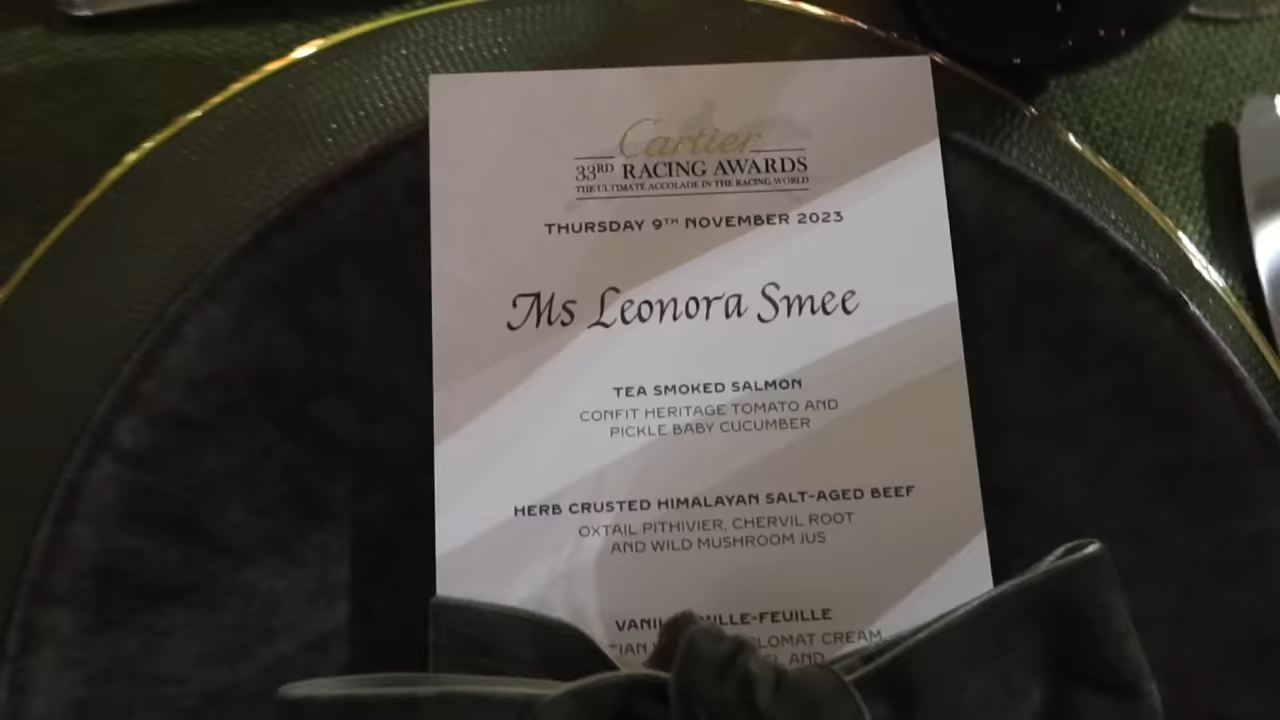 Cartier
33RD RACING AWARDS
THE ULTIMATE ACCOLADE IN THE RACING WORLD
THURSDAY 9TH NOVEMBER 2023
Ms Leonora Smee
TEA SMOKED SALMON
CONFIT HERITAGE TOMATO AND
PICKLE BABY CUCUMBER
HERB CRUSTED HIMALAYAN SALT-AGED BEEF
OXTAIL PITHIVIER, CHERVIL ROOT
AND WILD MUSHROOM JUS
-FEUILLE
CREAM,
AND